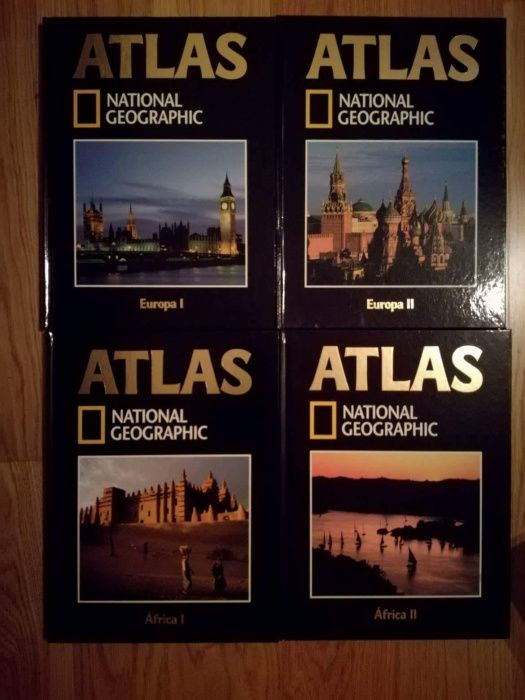 ATLAS
NATIONAL
GEOGRAPHIC
Europa I
ATLAS
NATIONAL
GEOGRAPHIC
Europa II
ATLAS
NATIONAL
GEOGRAPHIC
África I
ATLAS
NATIONAL
GEOGRAPHIC
África II